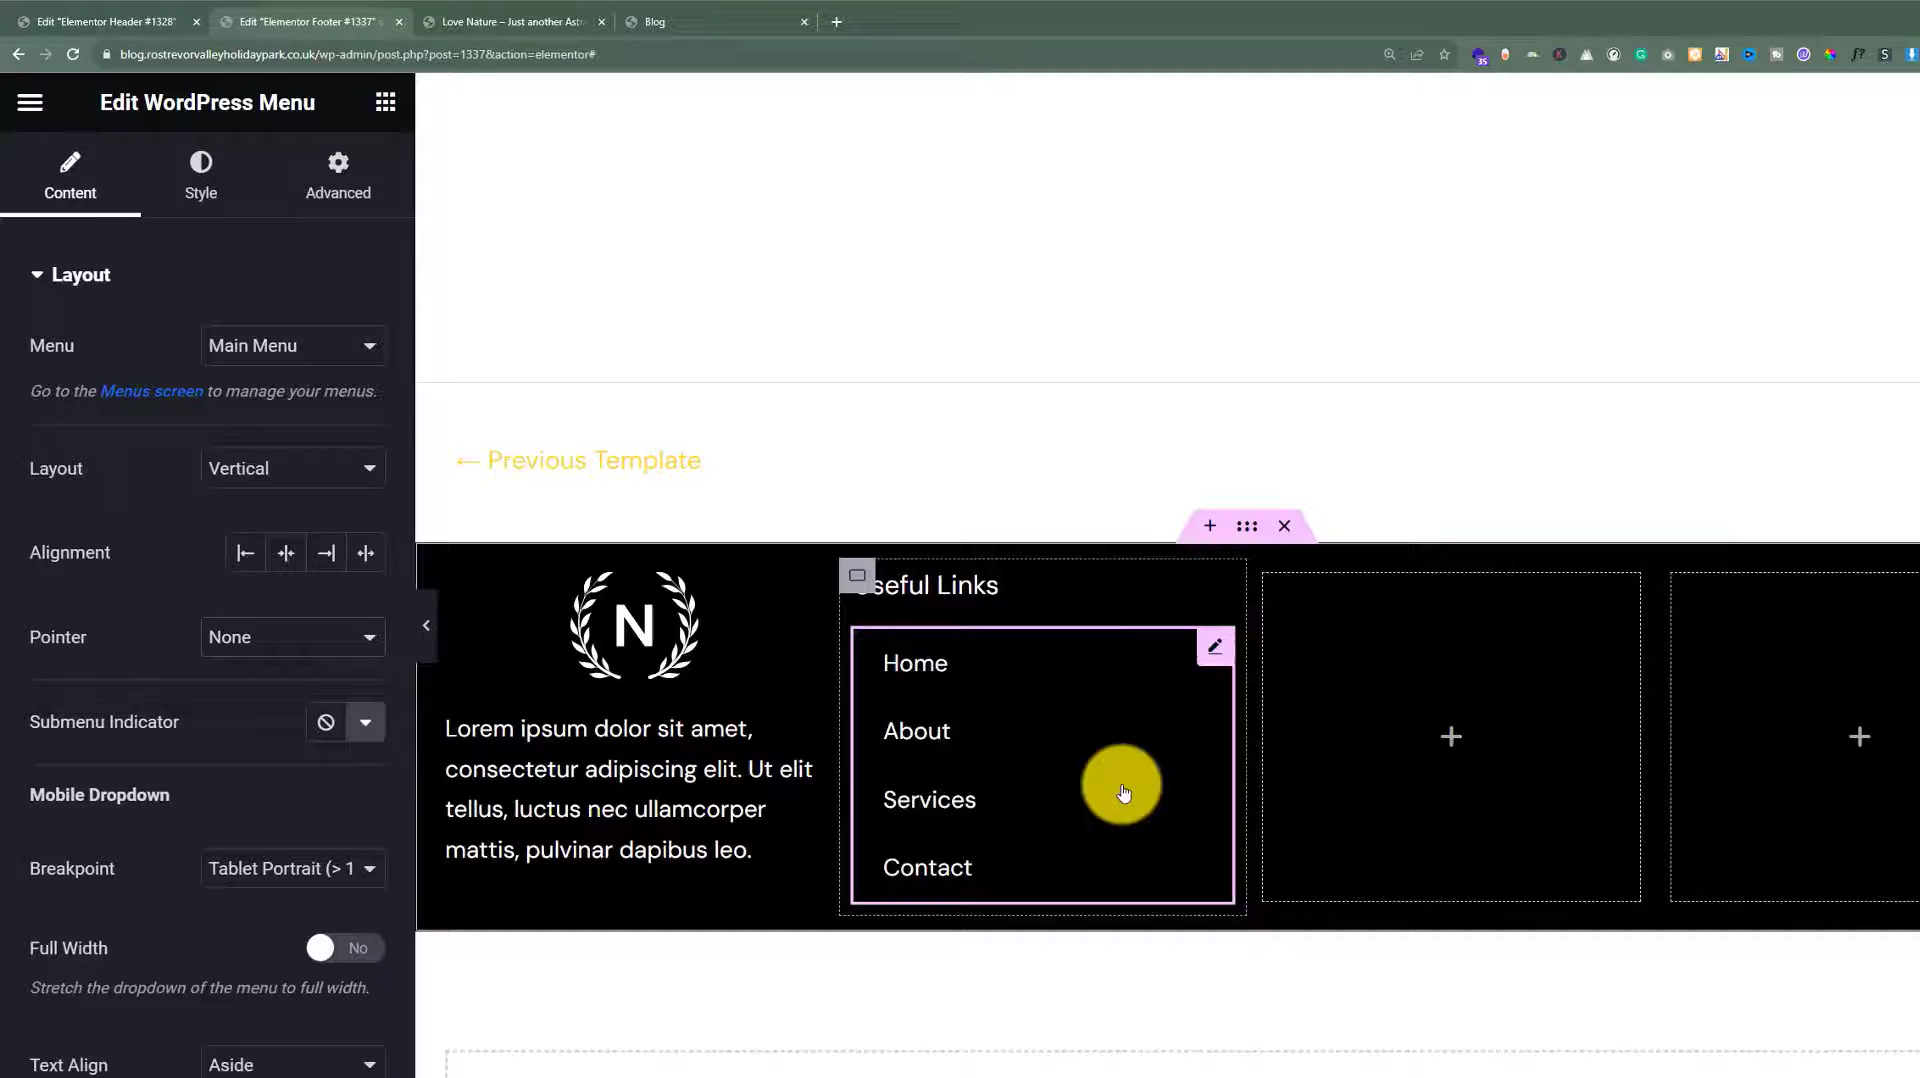 Edit "Elementor Header #1328"
Edit "Elementor Footer #1337"
Love Nature – Just another Ast
Blog
blog.rostrevorvalleyholidaypark.co.uk/wp-admin/post.php?post=1337&action=elementor#
35
Edit WordPress Menu
Content
Style
Advanced
Layout
Menu
Main Menu
Go to the Menus screen to manage your menus.
Layout
Vertical
Alignment
Pointer
None
Submenu Indicator
Mobile Dropdown
Breakpoint
Tablet Portrait (> 1
Full Width
No
Stretch the dropdown of the menu to full width.
Text Align
Aside
← Previous Template
N
Lorem ipsum dolor sit amet,
consectetur adipiscing elit. Ut elit
tellus, luctus nec ullamcorper
mattis, pulvinar dapibus leo.
seful Links
Home
About
Services
Contact